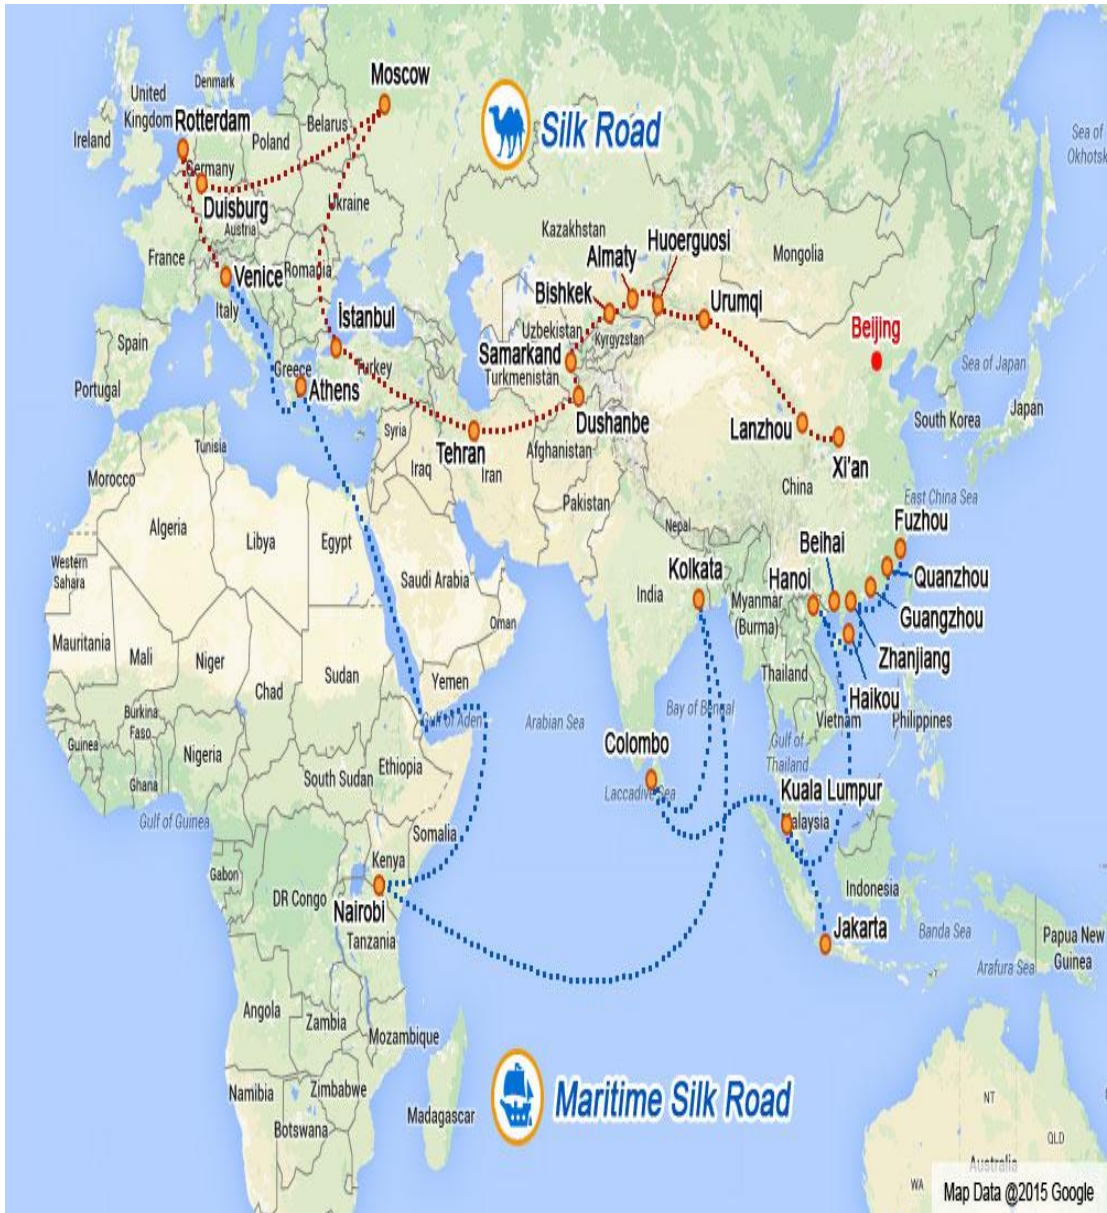 Moscow
Denmark
United
Kingdom
Rotterdam
Ireland
Belarus
Poland
Silk Road
Sea of
Okhotsk
Germany
Duisburg
Ukraine
Austria
France
Kazakhstan
Huoerguosi
Mongolia
Almaty
Venice
Romania
Bishkek
Urumqi
Italy
İstanbul
Uzbekistan
Kyrgyzstan
Beijing
Spain
Samarkand
Sea of Japan
Greece
Turkey
Turkmenistan
Portugal
Athens
Japan
Dushanbe
South Korea
Lanzhou
Syria
Tunisia
Tehran
Afghanistan
Xi'an
Iraq
Iran
Morocco
China
Pakistan
East China Sea
Algeria
Libya
Egypt
Nepal
Fuzhou
Beihai
Western
Sahara
Saudi Arabia
Kolkata
Hanoi
Quanzhou
India
Myanmar
(Burma)
Guangzhou
Oman
Mauritania
Mali
Niger
Sudan
Zhanjiang
Chad
Yemen
Thailand
Haikou
Burkina
Faso
Gulf of Aden
Arabian Sea
Bay of Bengal
Vietnam
Philippines
Guinea
Nigeria
Gulf of
Thailand
Colombo
Ethiopia
South Sudan
Ghana
Laccadive Sea
Kuala Lumpur
Malaysia
Gulf of Guinea
Somalia
Kenya
Gabon
Indonesia
DR Congo
Nairobi
Jakarta
Banda Sea
Papua New
Guinea
Tanzania
Arafura Sea
Angola
Zambia
Mozambique
Namibia
Zimbabwe
Maritime Silk Road
Madagascar
Botswana
NT
QLD
Australia
WA
Map Data @2015 Google